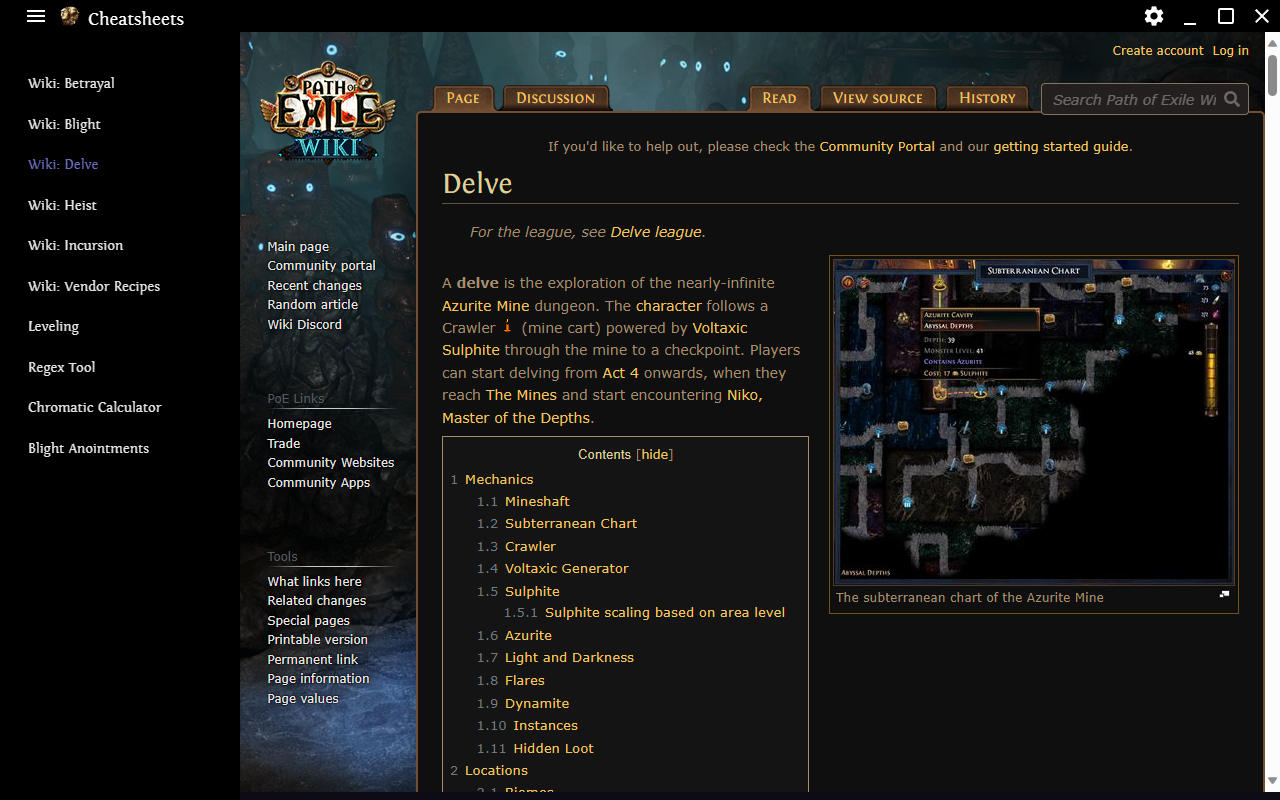 Cheatsheets
Wiki: Betrayal
Wiki: Blight
Wiki: Delve
Wiki: Heist
Wiki: Incursion
Wiki: Vendor Recipes
Leveling
Regex Tool
Chromatic Calculator
Blight Anointments
PATH OF
EXILE
WIKI
Main page
Community portal
Recent changes
Random article
Wiki Discord
PoE Links
Homepage
Trade
Community Websites
Community Apps
Tools
What links here
Related changes
Special pages
Printable version
Permanent link
Page information
Page values
Create account Log in
Page Discussion Read View source History Search Path of Exile Wi
If you'd like to help out, please check the Community Portal and our getting started guide.
Delve
For the league, see Delve league.
A delve is the exploration of the nearly-infinite
Azurite Mine dungeon. The character follows a
Crawler (mine cart) powered by Voltaxic
Sulphite through the mine to a checkpoint. Players
can start delving from Act 4 onwards, when they
reach The Mines and start encountering Niko,
Master of the Depths.
Contents [hide]
1 Mechanics
1.1 Mineshaft
1.2 Subterranean Chart
1.3 Crawler
1.4 Voltaxic Generator
1.5 Sulphite
1.5.1 Sulphite scaling based on area level
1.6 Azurite
1.7 Light and Darkness
1.8 Flares
1.9 Dynamite
1.10 Instances
1.11 Hidden Loot
2 Locations
2.1 Biomes
Subterranean Chart
Azurite Cavity
Abyssal Depths
Depth: 39
Monster Level: 41
Contains Azurite
Cost: 17 Sulphite
Abyssal Depths
The subterranean chart of the Azurite Mine